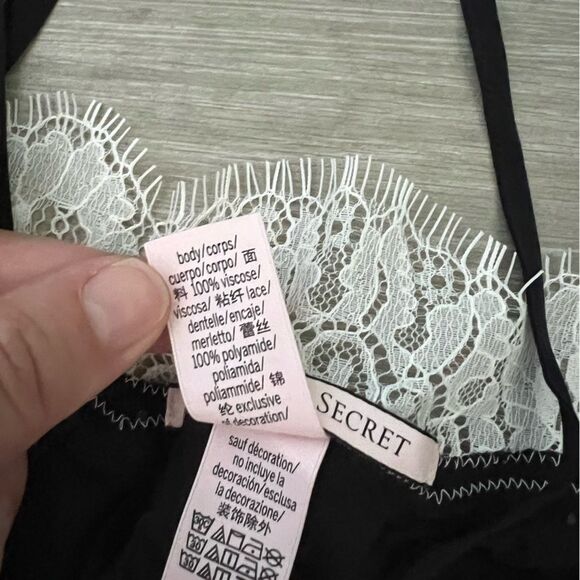 body/corps/
cuerpo/corpo/ 面
料 100% viscose/
viscosa/ 粘纤 lace/
dentelle/encaje/
merletto/ 蕾丝
100% polyamide/
poliamida/
poliammide/ 锦
纶 exclusive
decoration/
SECRET
sauf décoration/
no incluye la
decoración/esclusa
la decorazione/
装饰除外